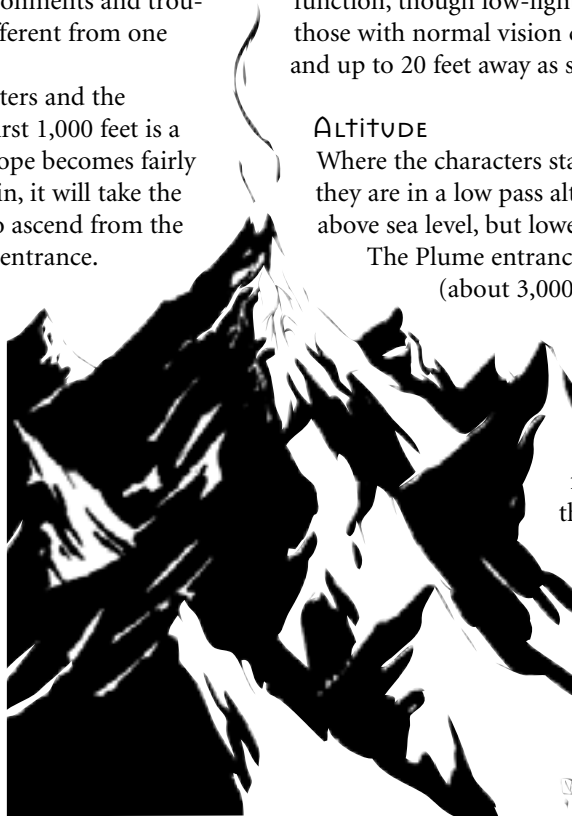 onments and trou-
fferent from one
ters and the
irst 1,000 feet is a
ope becomes fairly
in, it will take the
o ascend from the
entrance.
function, though low-ligh
those with normal vision
and up to 20 feet away as s
Altitude
Where the characters sta
they are in a low pass alt
above sea level, but lowe
The Plume entranc
(about 3,000
th